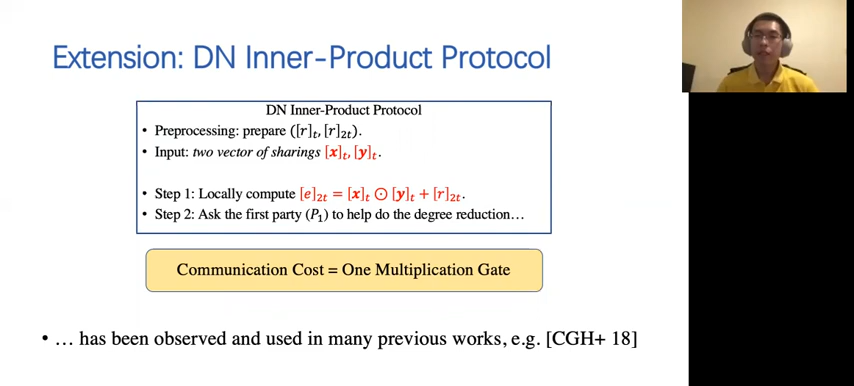 Extension: DN Inner-Product Protocol
DN Inner-Product Protocol
• Preprocessing: prepare ([r]ₜ, [r]₂ₜ).
• Input: two vector of sharings [x]ₜ, [y]ₜ.
• Step 1: Locally compute [e]₂ₜ = [x]ₜ ⊙ [y]ₜ + [r]₂ₜ.
• Step 2: Ask the first party (P₁) to help do the degree reduction…
Communication Cost = One Multiplication Gate
• … has been observed and used in many previous works, e.g. [CGH+ 18]